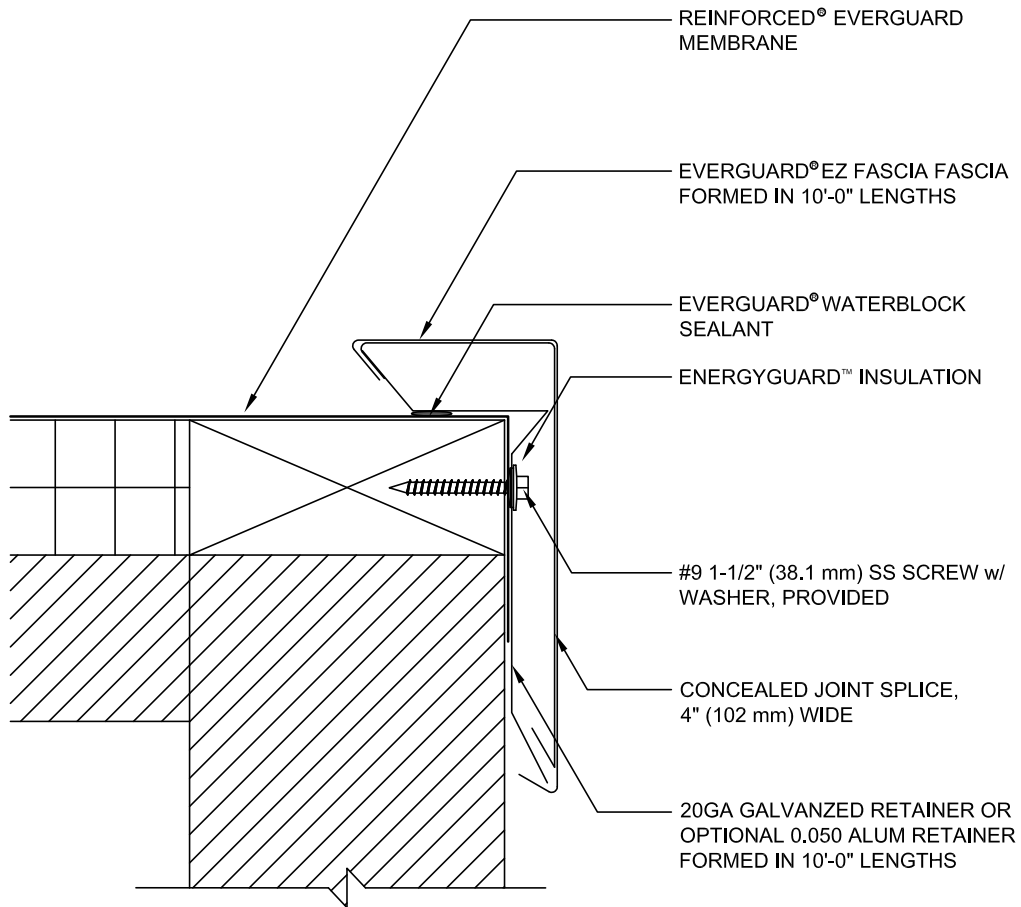 REINFORCED® EVERGUARD
MEMBRANE
EVERGUARD® EZ FASCIA FASCIA
FORMED IN 10'-0" LENGTHS
EVERGUARD® WATERBLOCK
SEALANT
ENERGYGUARD™ INSULATION
#9 1-1/2" (38.1 mm) SS SCREW w/
WASHER, PROVIDED
CONCEALED JOINT SPLICE,
4" (102 mm) WIDE
20GA GALVANZED RETAINER OR
OPTIONAL 0.050 ALUM RETAINER
FORMED IN 10'-0" LENGTHS